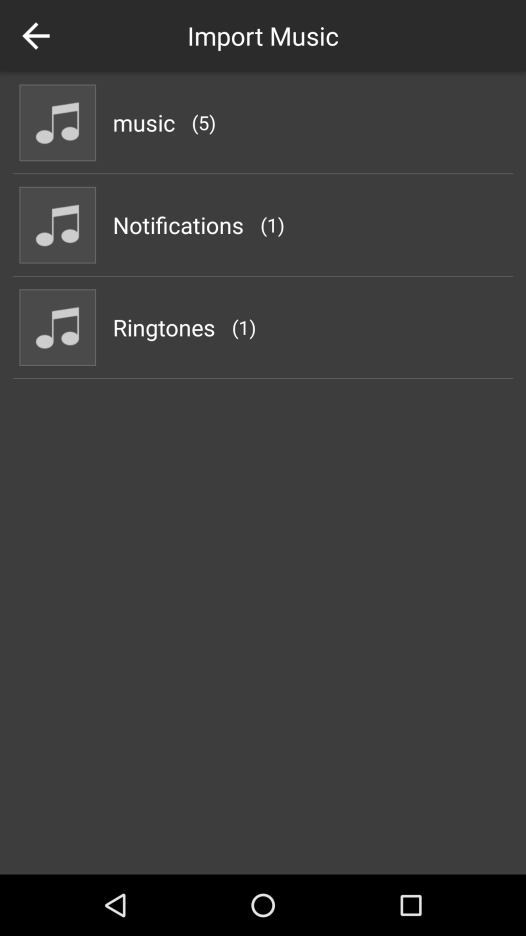 Import Music
music (5)
Notifications (1)
Ringtones (1)